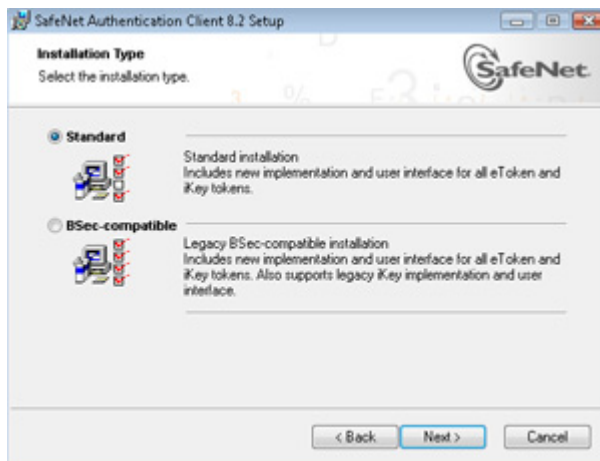 SafeNet Authentication Client 8.2 Setup
Installation Type
Select the installation type.
SafeNet.
Standard
Standard installation
Includes new implementation and user interface for all eToken and
iKey tokens.
BSec-compatible
Legacy BSec-compatible installation
Includes new implementation and user interface for all eToken and
iKey tokens. Also supports legacy iKey implementation and user
interface.
< Back
Next >
Cancel